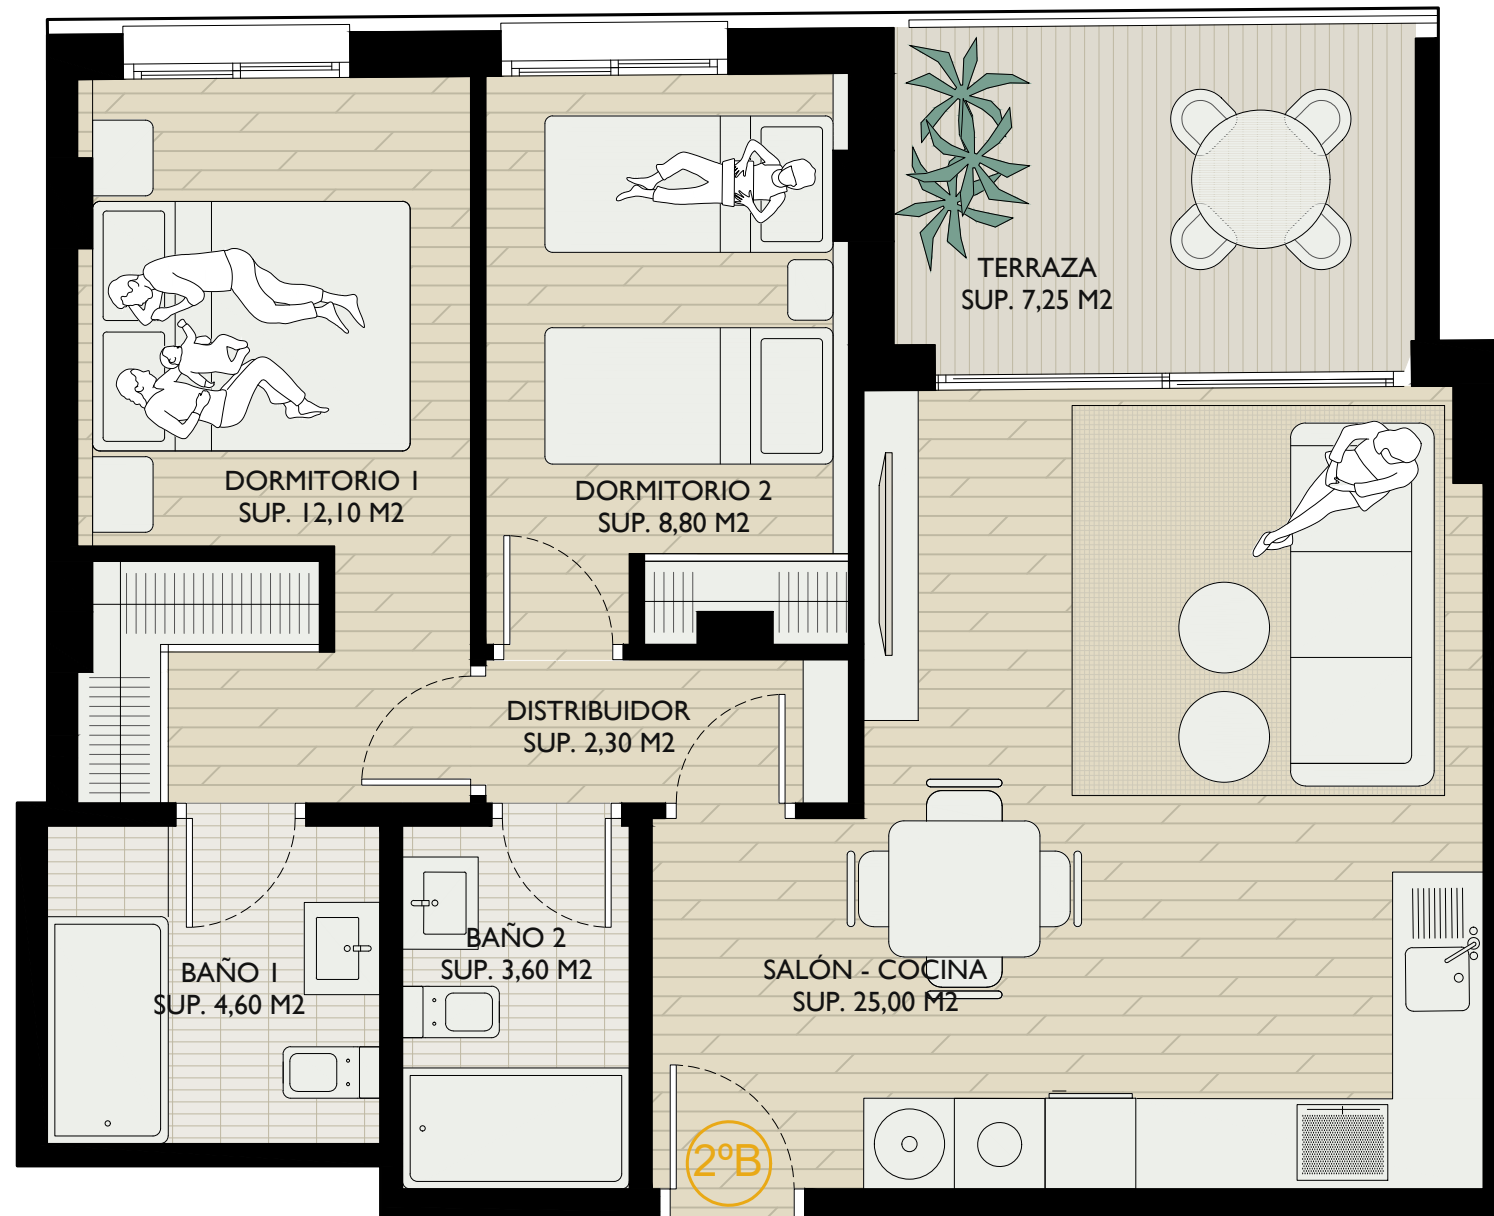 TERRAZA
SUP. 7,25 M2
DORMITORIO 1
SUP. 12,10 M2
DORMITORIO 2
SUP. 8,80 M2
DISTRIBUIDOR
SUP. 2,30 M2
BAÑO 1
SUP. 4,60 M2
BAÑO 2
SUP. 3,60 M2
SALÓN - COCINA
SUP. 25,00 M2
2ºB